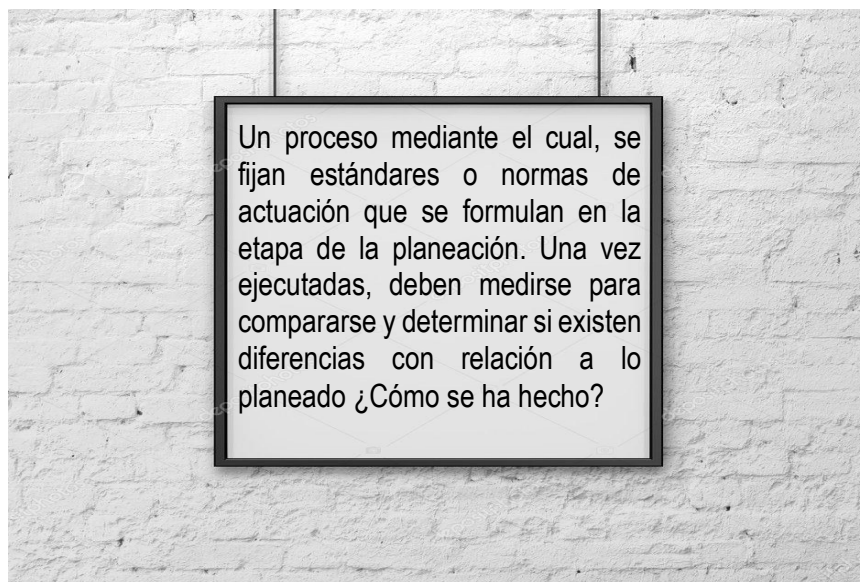 Un proceso mediante el cual, se
fijan estándares o normas de
actuación que se formulan en la
etapa de la planeación. Una vez
ejecutadas, deben medirse para
compararse y determinar si existen
diferencias con relación a lo
planeado ¿Cómo se ha hecho?